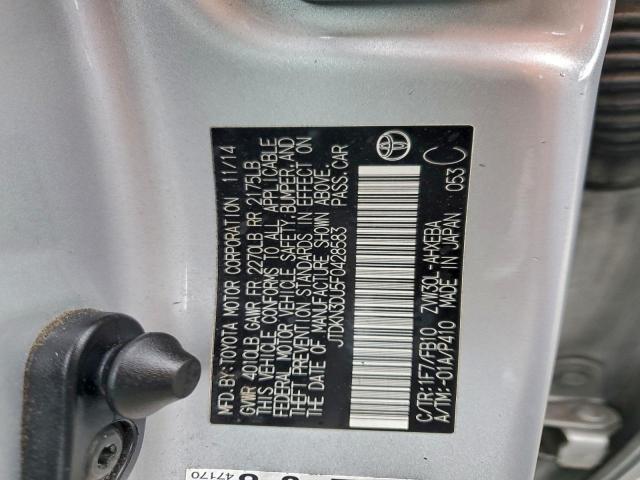 MFD. BY: TOYOTA MOTOR CORPORATION 11/14
GVWR 4010LB GAWR FR 2270LB RR 2175LB
THIS VEHICLE CONFORMS TO ALL APPLICABLE
FEDERAL MOTOR VEHICLE SAFETY, BUMPER, AND
THEFT PREVENTION STANDARDS IN EFFECT ON
THE DATE OF MANUFACTURE SHOWN ABOVE.
JTDKN3DU5F0428583 PASS. CAR
C/TR: 1F7/FB10 ZVW30L-AHXEBA 053 C
A/TM: -01A/P410 MADE IN JAPAN
47170